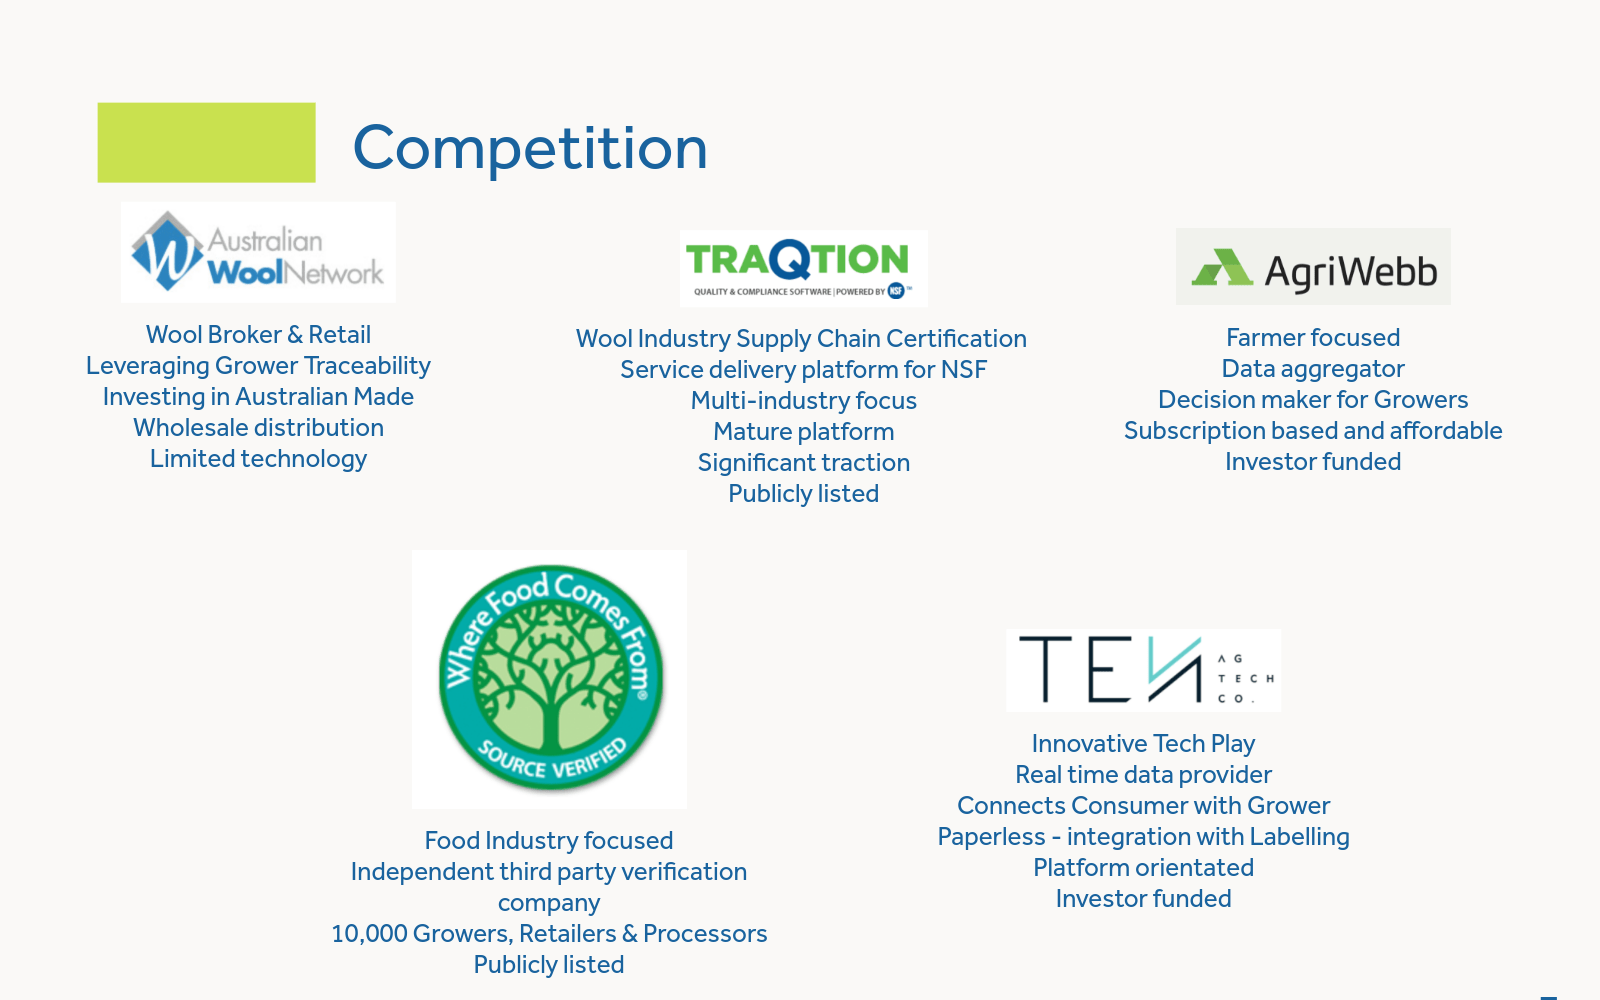 Competition
Australian
WoolNetwork
Wool Broker & Retail
Leveraging Grower Traceability
Investing in Australian Made
Wholesale distribution
Limited technology
TRAQTION
QUALITY & COMPLIANCE SOFTWARE | POWERED BY NSF ™
Wool Industry Supply Chain Certification
Service delivery platform for NSF
Multi-industry focus
Mature platform
Significant traction
Publicly listed
AgriWebb
Farmer focused
Data aggregator
Decision maker for Growers
Subscription based and affordable
Investor funded
Where Food Comes From®
SOURCE VERIFIED
Food Industry focused
Independent third party verification
company
10,000 Growers, Retailers & Processors
Publicly listed
TEN
AG
TECH
CO.
Innovative Tech Play
Real time data provider
Connects Consumer with Grower
Paperless - integration with Labelling
Platform orientated
Investor funded